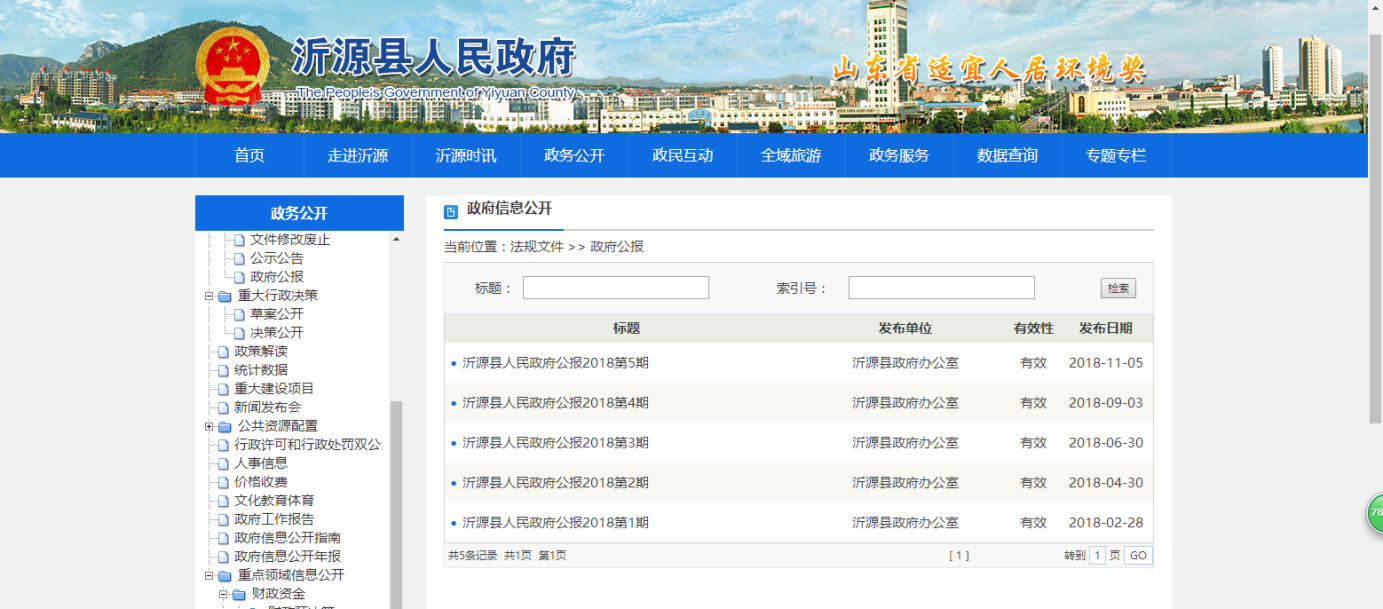 沂源县人民政府
The People's Government of Yiyuan County
山东省适宜人居环境奖
首页 走进沂源 沂源时讯 政务公开 政民互动 全域旅游 政务服务 数据查询 专题专栏
政务公开
文件修改废止
公示公告
政府公报
重大行政决策
草案公开
决策公开
政策解读
统计数据
重大建设项目
新闻发布会
公共资源配置
行政许可和行政处罚双公
人事信息
价格收费
文化教育体育
政府工作报告
政府信息公开指南
政府信息公开年报
重点领域信息公开
财政资金
政府信息公开
当前位置：法规文件 >> 政府公报
标题： 索引号： 检索
标题 发布单位 有效性 发布日期
沂源县人民政府公报2018第5期 沂源县政府办公室 有效 2018-11-05
沂源县人民政府公报2018第4期 沂源县政府办公室 有效 2018-09-03
沂源县人民政府公报2018第3期 沂源县政府办公室 有效 2018-06-30
沂源县人民政府公报2018第2期 沂源县政府办公室 有效 2018-04-30
沂源县人民政府公报2018第1期 沂源县政府办公室 有效 2018-02-28
共5条记录 共1页 第1页 [ 1 ] 转到 1 页 GO
78